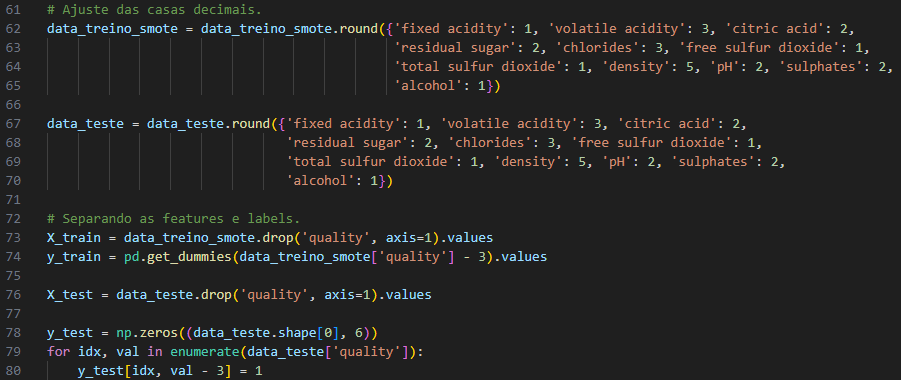 61 # Ajuste das casas decimais.
62 data_treino_smote = data_treino_smote.round({'fixed acidity': 1, 'volatile acidity': 3, 'citric acid': 2,
63 'residual sugar': 2, 'chlorides': 3, 'free sulfur dioxide': 1,
64 'total sulfur dioxide': 1, 'density': 5, 'pH': 2, 'sulphates': 2,
65 'alcohol': 1})
66
67 data_teste = data_teste.round({'fixed acidity': 1, 'volatile acidity': 3, 'citric acid': 2,
68 'residual sugar': 2, 'chlorides': 3, 'free sulfur dioxide': 1,
69 'total sulfur dioxide': 1, 'density': 5, 'pH': 2, 'sulphates': 2,
70 'alcohol': 1})
71
72 # Separando as features e labels.
73 X_train = data_treino_smote.drop('quality', axis=1).values
74 y_train = pd.get_dummies(data_treino_smote['quality'] - 3).values
75
76 X_test = data_teste.drop('quality', axis=1).values
77
78 y_test = np.zeros((data_teste.shape[0], 6))
79 for idx, val in enumerate(data_teste['quality']):
80 y_test[idx, val - 3] = 1